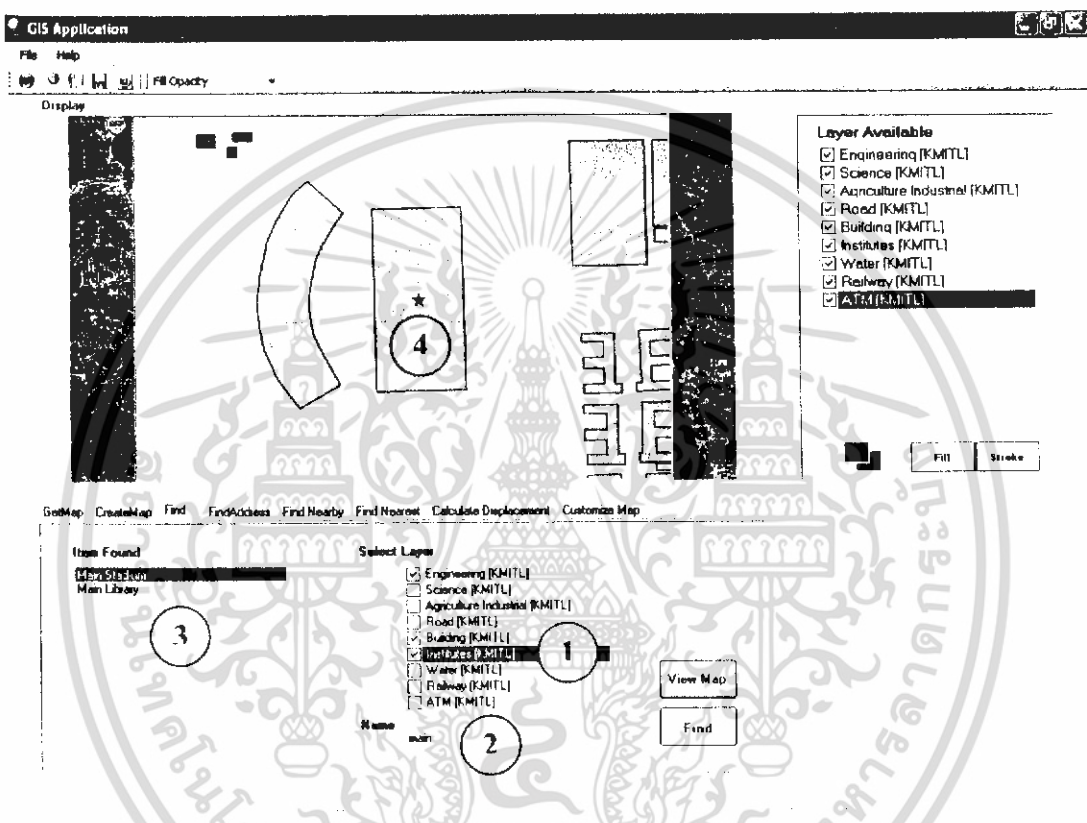 GIS Application
File Help
Fill Opacity
Display
Layer Available
Engineering [KMITL]
Science [KMITL]
Agriculture Industrial [KMITL]
Road [KMITL]
Building [KMITL]
Institutes [KMITL]
Water [KMITL]
Railway [KMITL]
ATM [KMITL]
4
Fill Stroke
GetMap CreateMap Find FindAddress Find Nearby Find Nearest Calculate Displacement Customize Map
Item Found
Main Stadium
Main Library
3
Select Layer
Engineering [KMITL]
Science [KMITL]
Agriculture Industrial [KMITL]
Road [KMITL]
Building [KMITL]
Institutes [KMITL]
Water [KMITL]
Railway [KMITL]
ATM [KMITL]
1
Name
main
2
View Map
Find